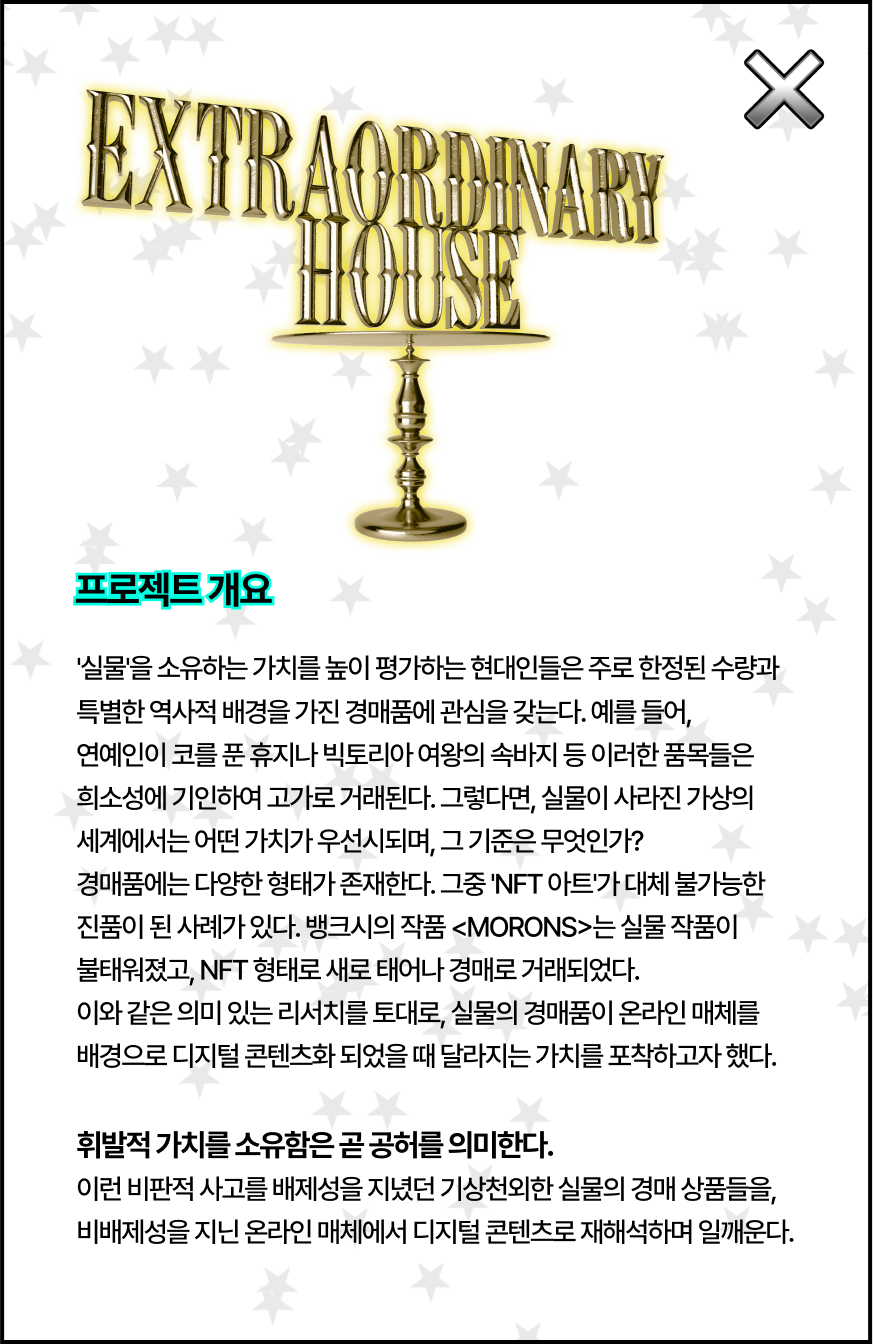 EXTRAORDINARY
HOUSE
프로젝트 개요
'실물'을 소유하는 가치를 높이 평가하는 현대인들은 주로 한정된 수량과
특별한 역사적 배경을 가진 경매품에 관심을 갖는다. 예를 들어,
연예인이 코를 푼 휴지나 빅토리아 여왕의 속바지 등 이러한 품목들은
희소성에 기인하여 고가로 거래된다. 그렇다면, 실물이 사라진 가상의
세계에서는 어떤 가치가 우선시되며, 그 기준은 무엇인가?
경매품에는 다양한 형태가 존재한다. 그중 'NFT 아트'가 대체 불가능한
진품이 된 사례가 있다. 뱅크시의 작품 <MORONS>는 실물 작품이
불태워졌고, NFT 형태로 새로 태어나 경매로 거래되었다.
이와 같은 의미 있는 리서치를 토대로, 실물의 경매품이 온라인 매체를
배경으로 디지털 콘텐츠화 되었을 때 달라지는 가치를 포착하고자 했다.
휘발적 가치를 소유함은 곧 공허를 의미한다.
이런 비판적 사고를 배제성을 지녔던 기상천외한 실물의 경매 상품들을,
비배제성을 지닌 온라인 매체에서 디지털 콘텐츠로 재해석하며 일깨운다.